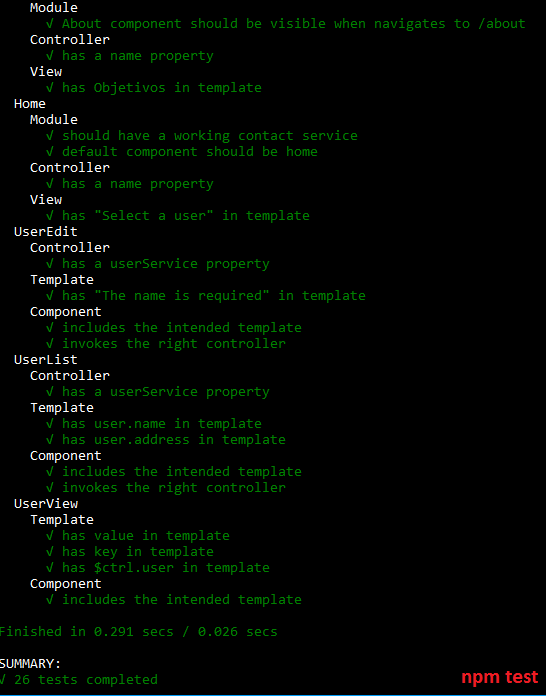 Module
√ About component should be visible when navigates to /about
Controller
√ has a name property
View
√ has Objetivos in template
Home
Module
√ should have a working contact service
√ default component should be home
Controller
√ has a name property
View
√ has "Select a user" in template
UserEdit
Controller
√ has a userService property
Template
√ has "The name is required" in template
Component
√ includes the intended template
√ invokes the right controller
UserList
Controller
√ has a userService property
Template
√ has user.name in template
√ has user.address in template
Component
√ includes the intended template
√ invokes the right controller
UserView
Template
√ has value in template
√ has key in template
√ has $ctrl.user in template
Component
√ includes the intended template
Finished in 0.291 secs / 0.026 secs
SUMMARY:
√ 26 tests completed
npm test